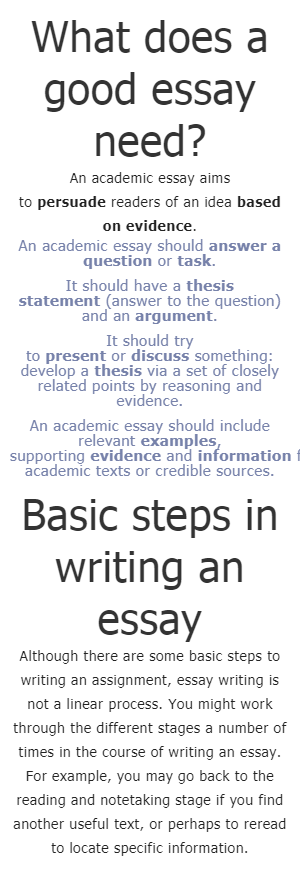 What does a
good essay
need?
An academic essay aims
to persuade readers of an idea based
on evidence.
An academic essay should answer a
question or task.
It should have a thesis
statement (answer to the question)
and an argument.
It should try
to present or discuss something:
develop a thesis via a set of closely
related points by reasoning and
evidence.
An academic essay should include
relevant examples,
supporting evidence and information
academic texts or credible sources.
Basic steps in
writing an
essay
Although there are some basic steps to
writing an assignment, essay writing is
not a linear process. You might work
through the different stages a number of
times in the course of writing an essay.
For example, you may go back to the
reading and notetaking stage if you find
another useful text, or perhaps to reread
to locate specific information.